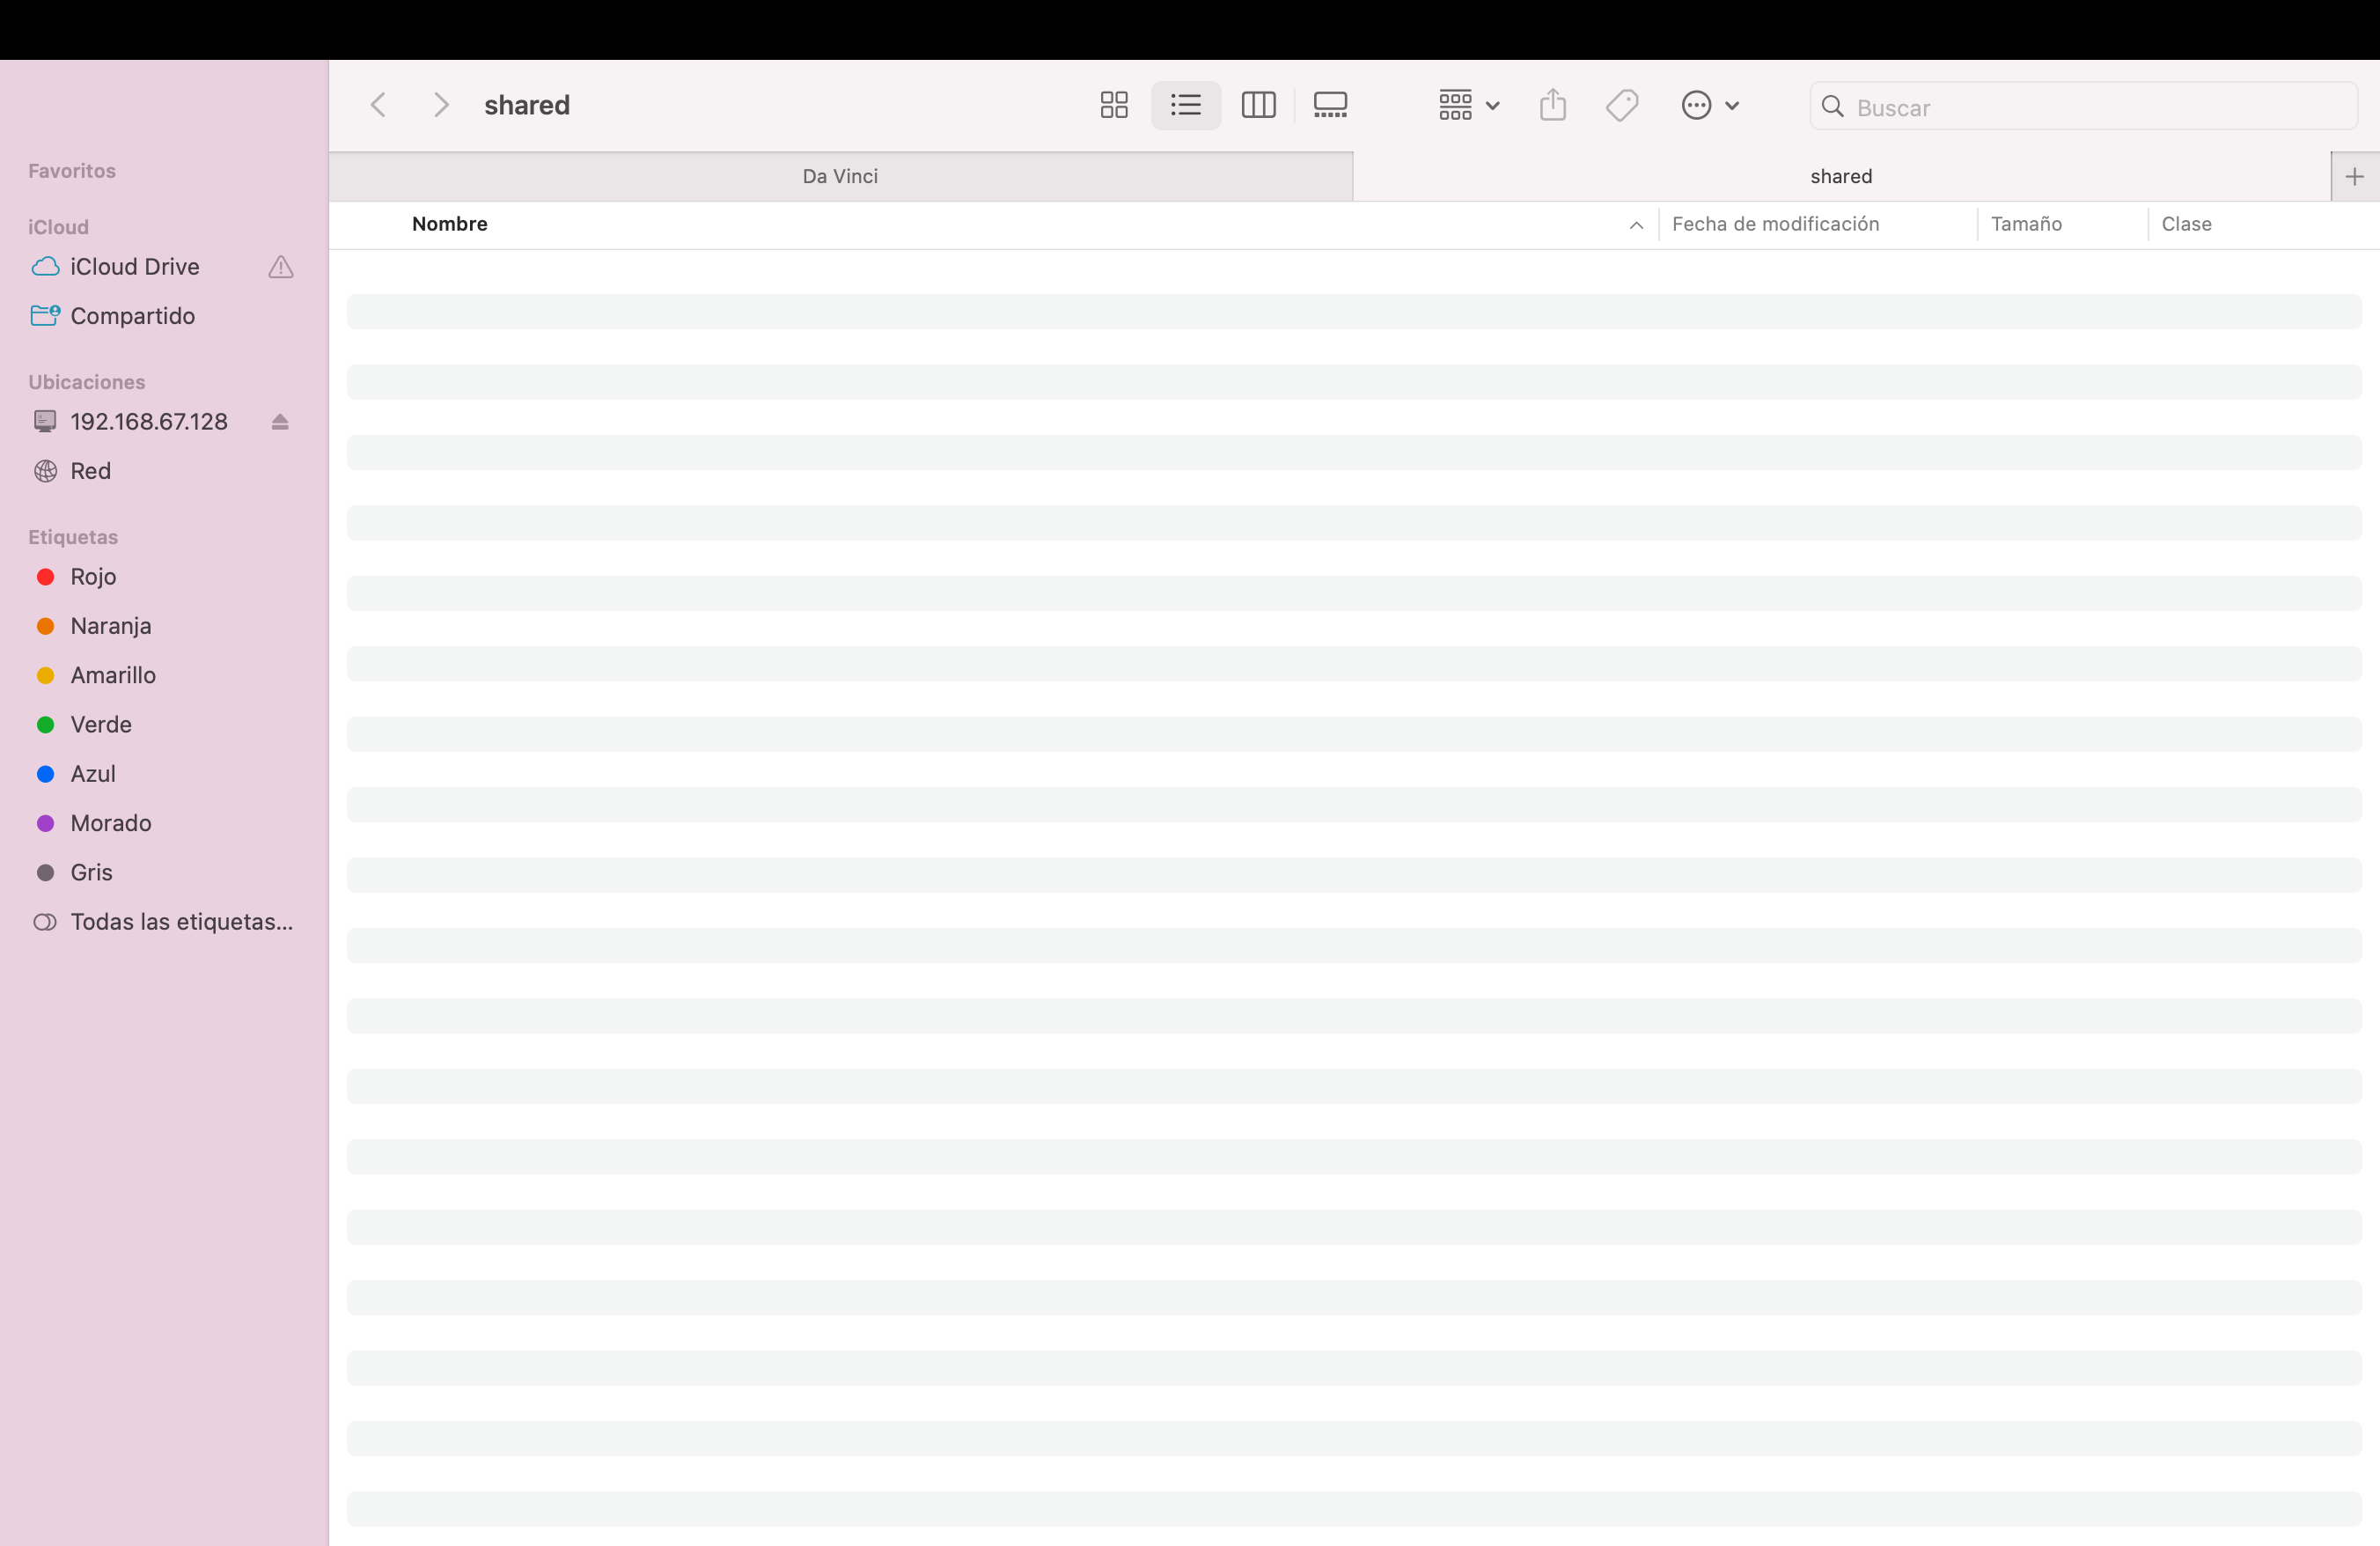 shared
Buscar
Da Vinci
shared
Nombre
Fecha de modificación
Tamaño
Clase
Favoritos
iCloud
iCloud Drive
Compartido
Ubicaciones
192.168.67.128
Red
Etiquetas
Rojo
Naranja
Amarillo
Verde
Azul
Morado
Gris
Todas las etiquetas...